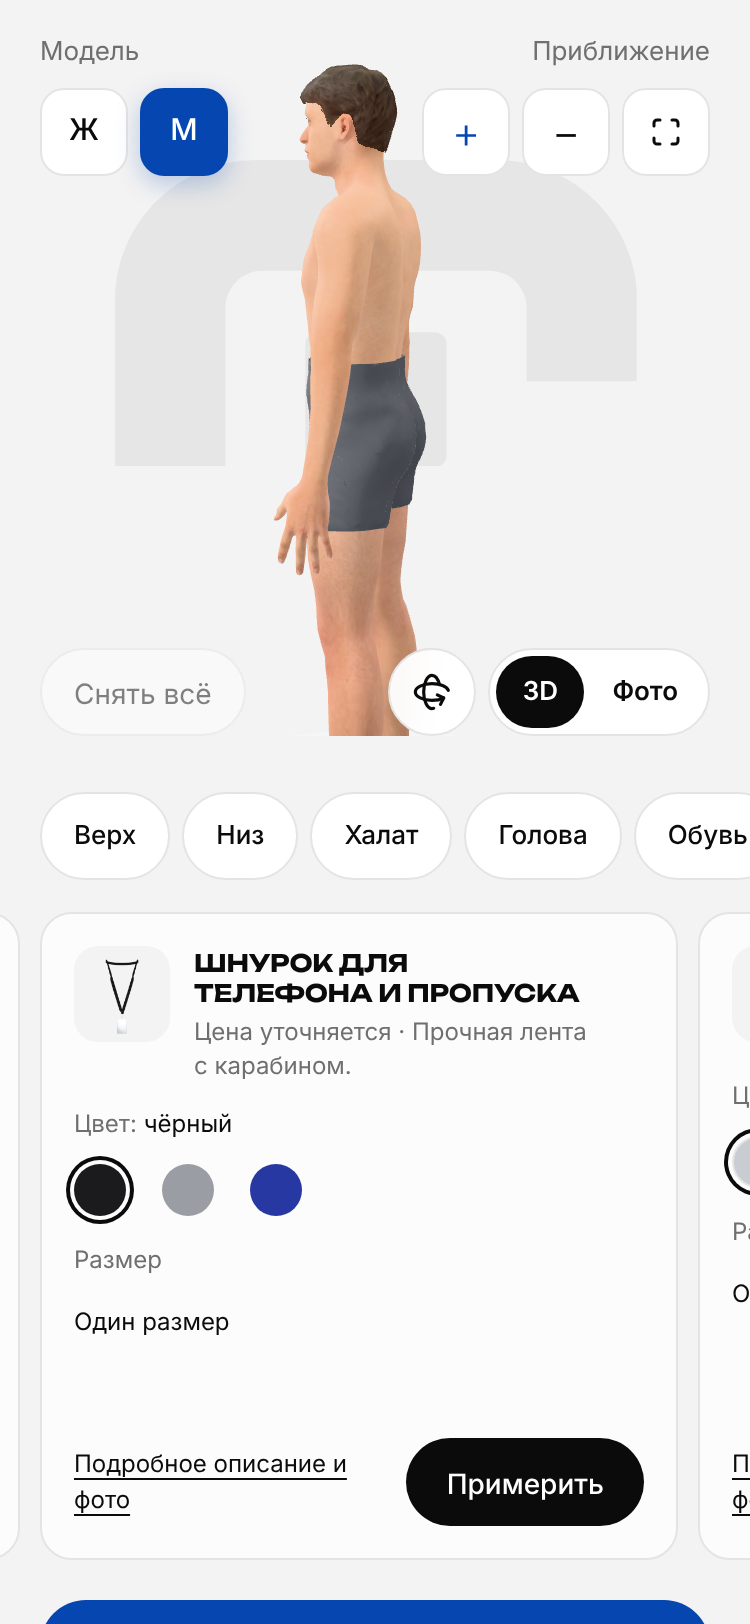 Модель
Приближение
Ж
М
+
−
Снять всё
3D
Фото
Верх
Низ
Халат
Голова
Обувь
ШНУРОК ДЛЯ
ТЕЛЕФОНА И ПРОПУСКА
Цена уточняется · Прочная лента
с карабином.
Цвет: чёрный
Размер
Один размер
Подробное описание и
фото
Примерить